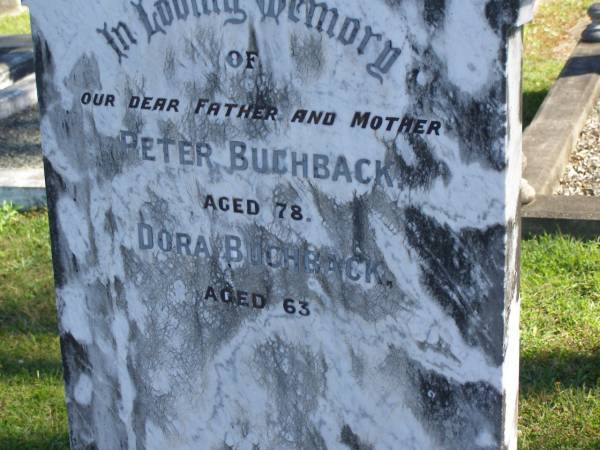 In Loving Memory
OF
OUR DEAR FATHER AND MOTHER
PETER BUCHBACK,
AGED 78.
DORA BUCHBACK,
AGED 63